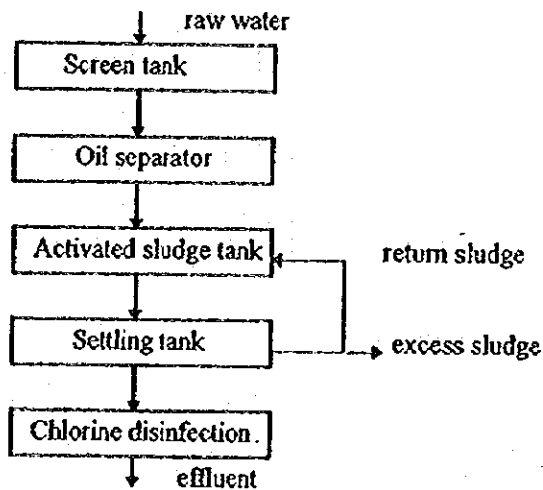 raw water
Screen tank
Oil separator
Activated sludge tank
return sludge
Settling tank
excess sludge
Chlorine disinfection.
effluent